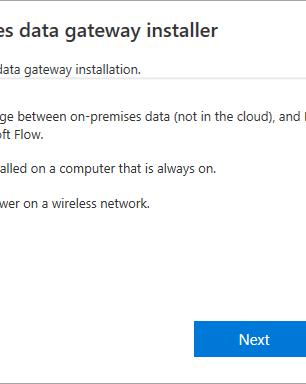 es data gateway installer
data gateway installation.
ge between on-premises data (not in the cloud), and
oft Flow.
alled on a computer that is always on.
wer on a wireless network.
Next